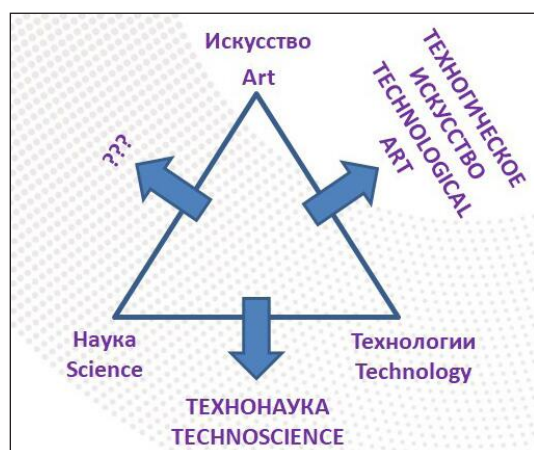 Искусство
Art
ТЕХНОГИЧЕСКОЕ
ИСКУССТВО
TECHNOLOGICAL
ART
???
Наука
Science
Технологии
Technology
ТЕХНОНАУКА
TECHNOSCIENCE